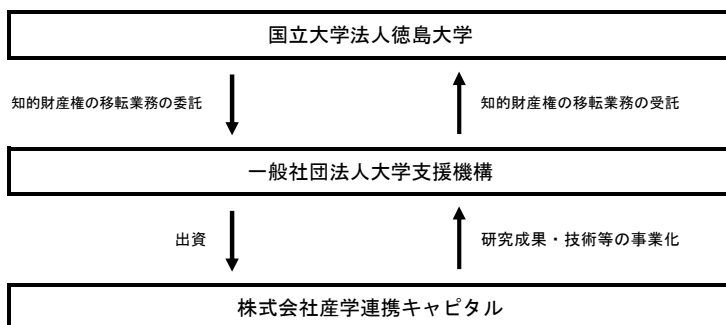 国立大学法人徳島大学
知的財産権の移転業務の委託
知的財産権の移転業務の受託
一般社団法人大学支援機構
出資
研究成果・技術等の事業化
株式会社産学連携キャピタル